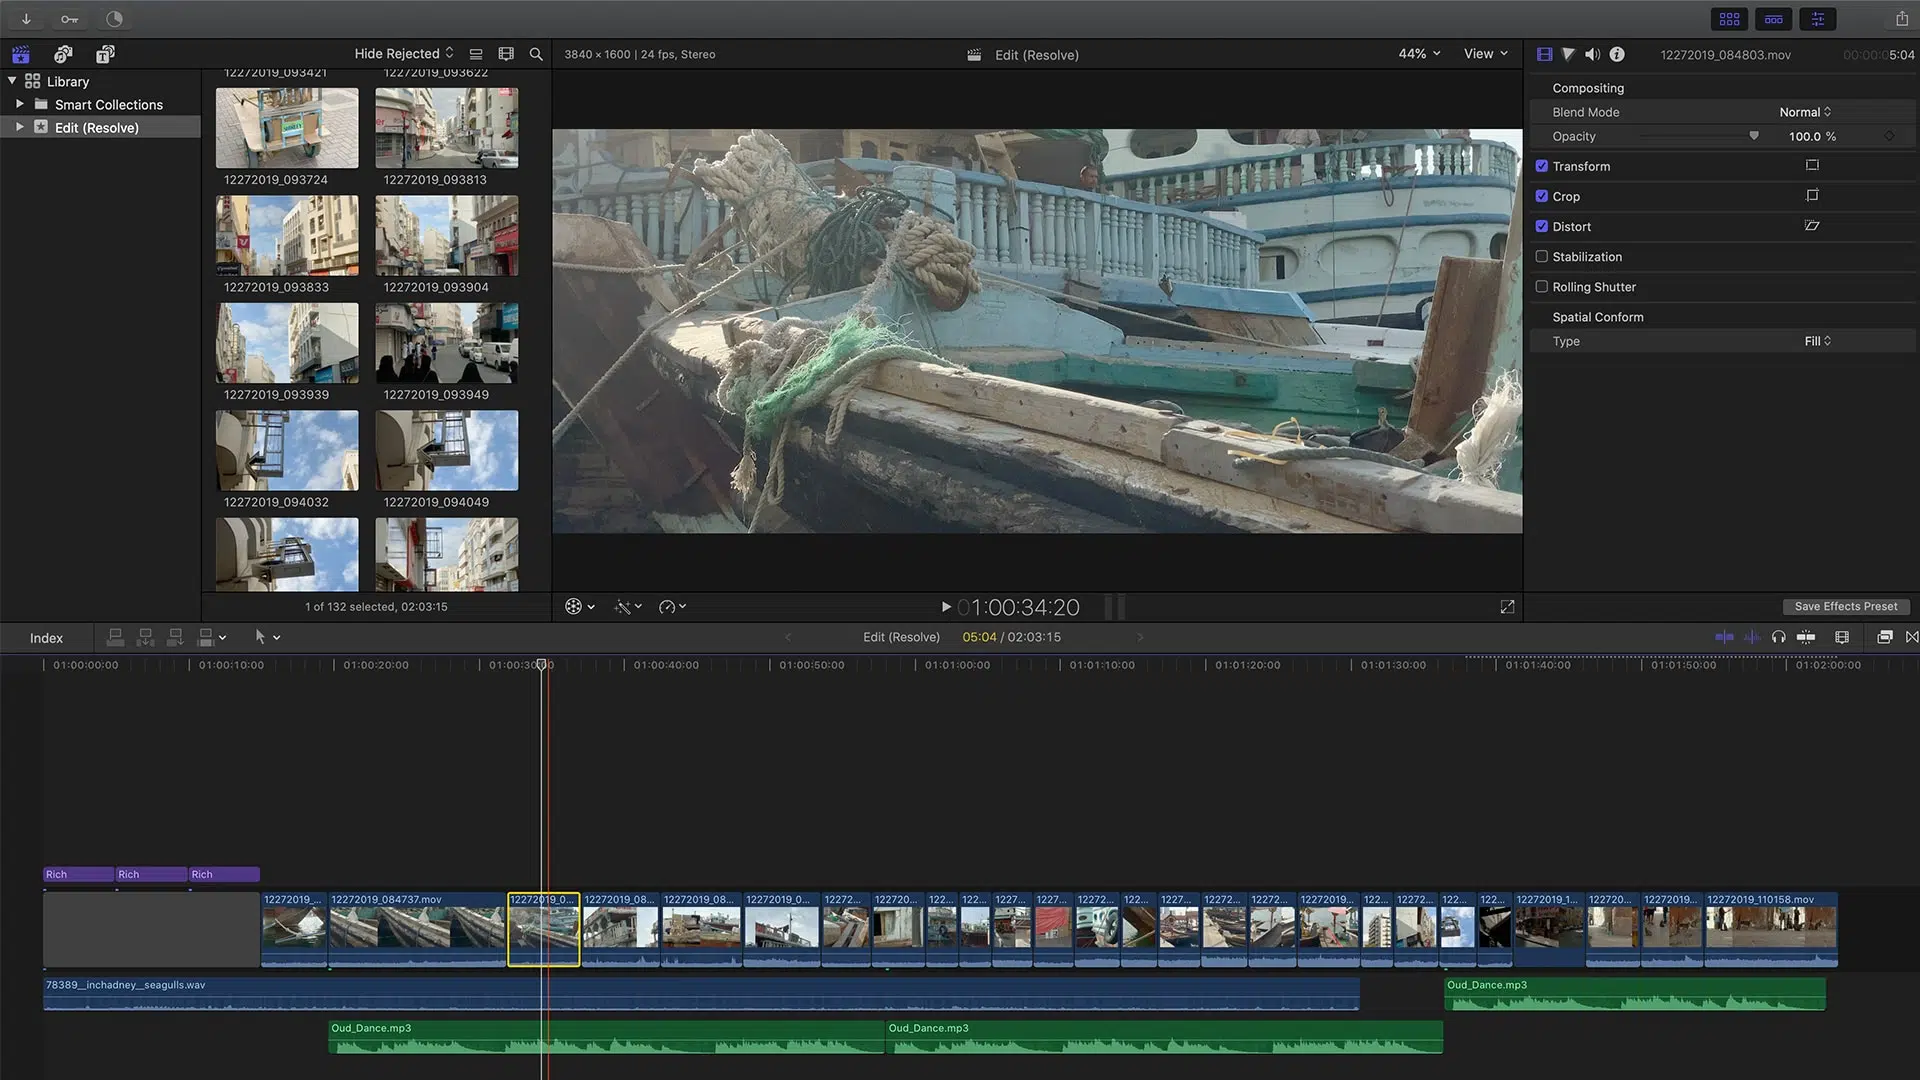 Hide Rejected
3840 × 1600 | 24 fps, Stereo
Edit (Resolve)
44%
View
12272019_084803.mov
00:00:05:04
Library
Smart Collections
Edit (Resolve)
12272019_093421
12272019_093622
12272019_093724
12272019_093813
12272019_093833
12272019_093904
12272019_093939
12272019_093949
12272019_094032
12272019_094049
1 of 132 selected, 02:03:15
01:00:34:20
Compositing
Blend Mode
Normal
Opacity
100.0 %
Transform
Crop
Distort
Stabilization
Rolling Shutter
Spatial Conform
Type
Fill
Save Effects Preset
Index
Edit (Resolve)
05:04 / 02:03:15
01:00:00:00
01:00:10:00
01:00:20:00
01:00:40:00
01:00:50:00
01:01:00:00
01:01:10:00
01:01:20:00
01:01:30:00
01:01:40:00
01:01:50:00
01:02:00:00
Rich
Rich
Rich
12272019_...
12272019_084737.mov
12272019_0...
12272019_08...
12272019_08...
12272019_0...
12272...
122720...
122...
122...
1227...
1227...
12272...
122...
1227...
12272...
12272...
12272019...
122...
12272...
122...
122...
12272019_1...
122720...
12272019...
12272019_110158.mov
78389__inchadney__seagulls.wav
Oud_Dance.mp3
Oud_Dance.mp3
Oud_Dance.mp3